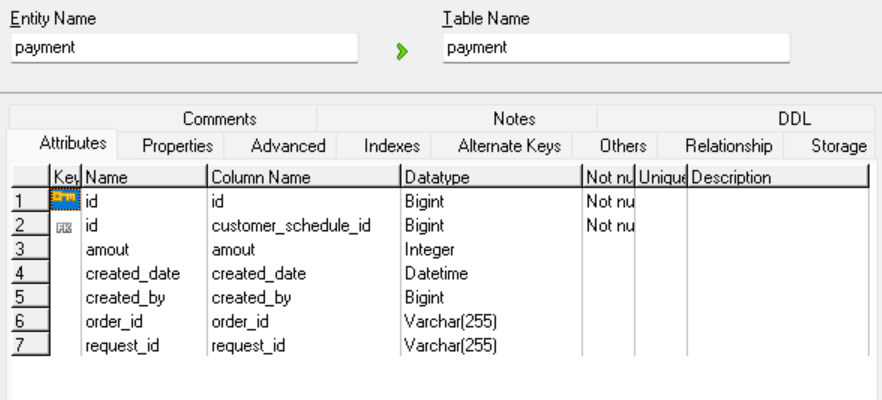 Entity Name Table Name
payment payment
Comments Notes DDL
Attributes Properties Advanced Indexes Alternate Keys Others Relationship Storage
Key Name Column Name Datatype Not nu Unique Description
1 id id Bigint Not nu
2 FK id customer_schedule_id Bigint Not nu
3 amout amout Integer
4 created_date created_date Datetime
5 created_by created_by Bigint
6 order_id order_id Varchar(255)
7 request_id request_id Varchar(255)